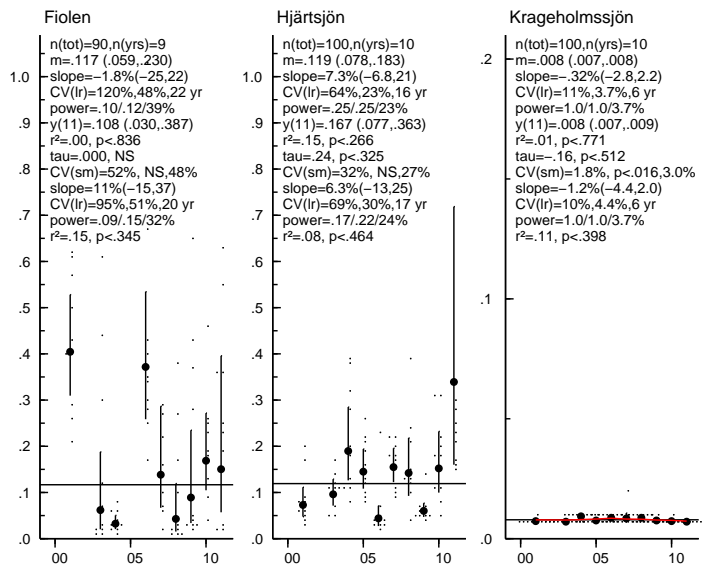 Fiolen
n(tot)=90,n(yrs)=9
m=.117 (.059,.230)
slope=−1.8%(−25,22)
CV(lr)=120%,48%,22 yr
power=.10/.12/39%
y(11)=.108 (.030,.387)
r²=.00, p<.836
tau=.000, NS
CV(sm)=52%, NS,48%
slope=11%(−15,37)
CV(lr)=95%,51%,20 yr
power=.09/.15/32%
r²=.15, p<.345
1.0
.9
.8
.7
.6
.5
.4
.3
.2
.1
.0
00
05
10
Hjärtsjön
n(tot)=100,n(yrs)=10
m=.119 (.078,.183)
slope=7.3%(−6.8,21)
CV(lr)=64%,23%,16 yr
power=.25/.25/23%
y(11)=.167 (.077,.363)
r²=.15, p<.266
tau=.24, p<.325
CV(sm)=32%, NS,27%
slope=6.3%(−13,25)
CV(lr)=69%,30%,17 yr
power=.17/.22/24%
r²=.08, p<.464
1.0
.9
.8
.7
.6
.5
.4
.3
.2
.1
.0
00
05
10
Krageholmssjön
n(tot)=100,n(yrs)=10
m=.008 (.007,.008)
slope=−.32%(−2.8,2.2)
CV(lr)=11%,3.7%,6 yr
power=1.0/1.0/3.7%
y(11)=.008 (.007,.009)
r²=.01, p<.771
tau=−.16, p<.512
CV(sm)=1.8%, p<.016,3.0%
slope=−1.2%(−4.4,2.0)
CV(lr)=10%,4.4%,6 yr
power=1.0/1.0/3.7%
r²=.11, p<.398
.2
.1
.0
00
05
10